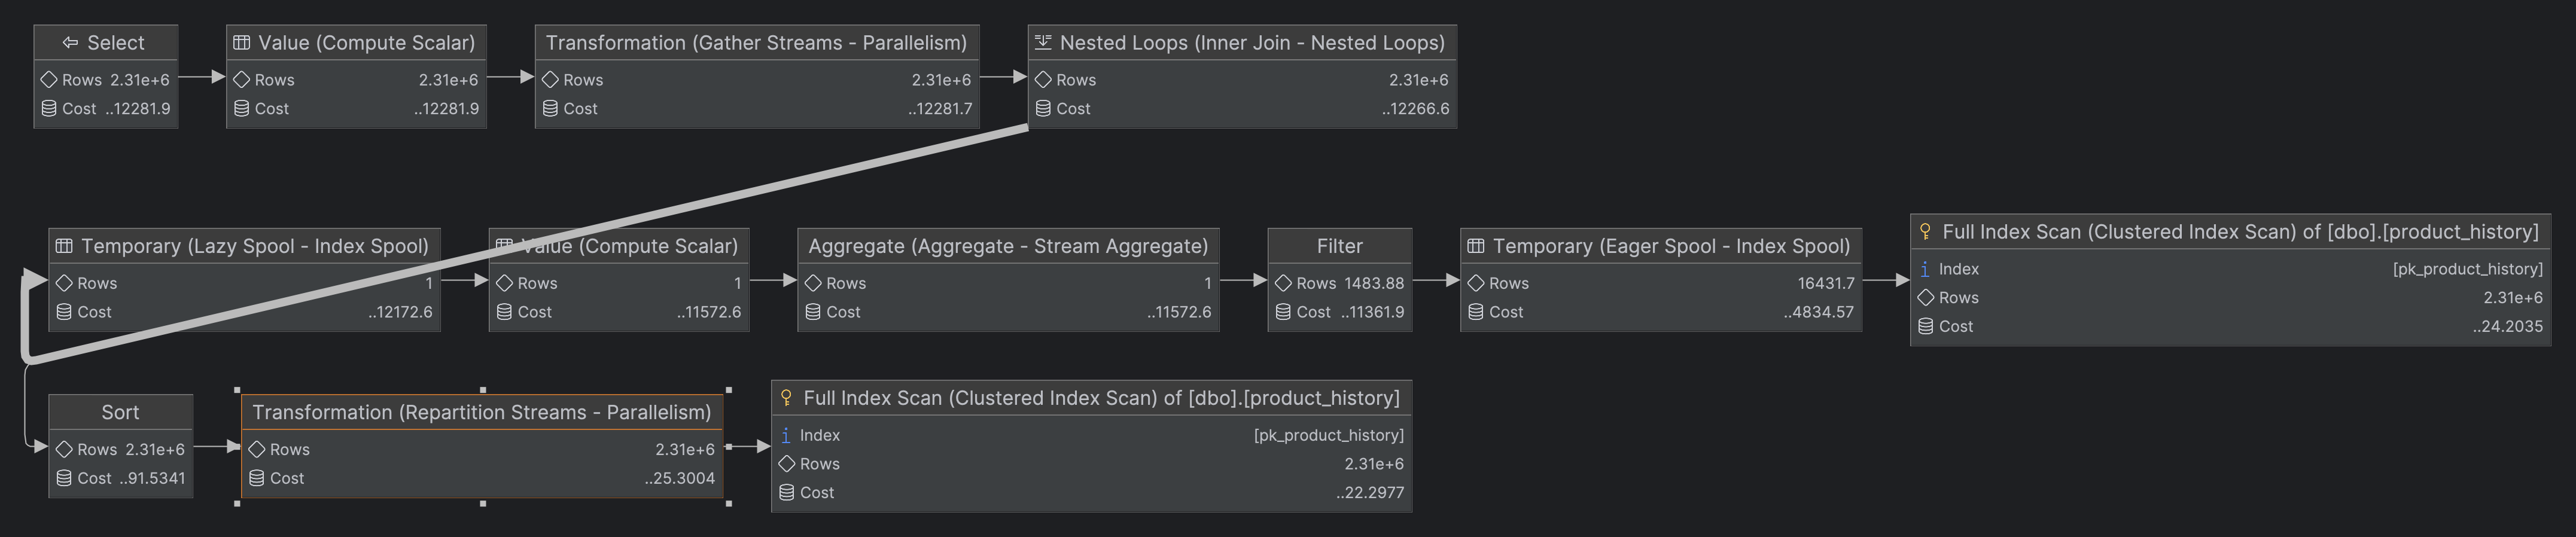 Select
Rows 2.31e+6
Cost ..12281.9
Value (Compute Scalar)
Rows 2.31e+6
Cost ..12281.9
Transformation (Gather Streams - Parallelism)
Rows 2.31e+6
Cost ..12281.7
Nested Loops (Inner Join - Nested Loops)
Rows 2.31e+6
Cost ..12266.6
Temporary (Lazy Spool - Index Spool)
Rows 1
Cost ..12172.6
Value (Compute Scalar)
Rows 1
Cost ..11572.6
Aggregate (Aggregate - Stream Aggregate)
Rows 1
Cost ..11572.6
Filter
Rows 1483.88
Cost ..11361.9
Temporary (Eager Spool - Index Spool)
Rows 16431.7
Cost ..4834.57
Full Index Scan (Clustered Index Scan) of [dbo].[product_history]
Index [pk_product_history]
Rows 2.31e+6
Cost ..24.2035
Sort
Rows 2.31e+6
Cost ..91.5341
Transformation (Repartition Streams - Parallelism)
Rows 2.31e+6
Cost ..25.3004
Full Index Scan (Clustered Index Scan) of [dbo].[product_history]
Index [pk_product_history]
Rows 2.31e+6
Cost ..22.2977